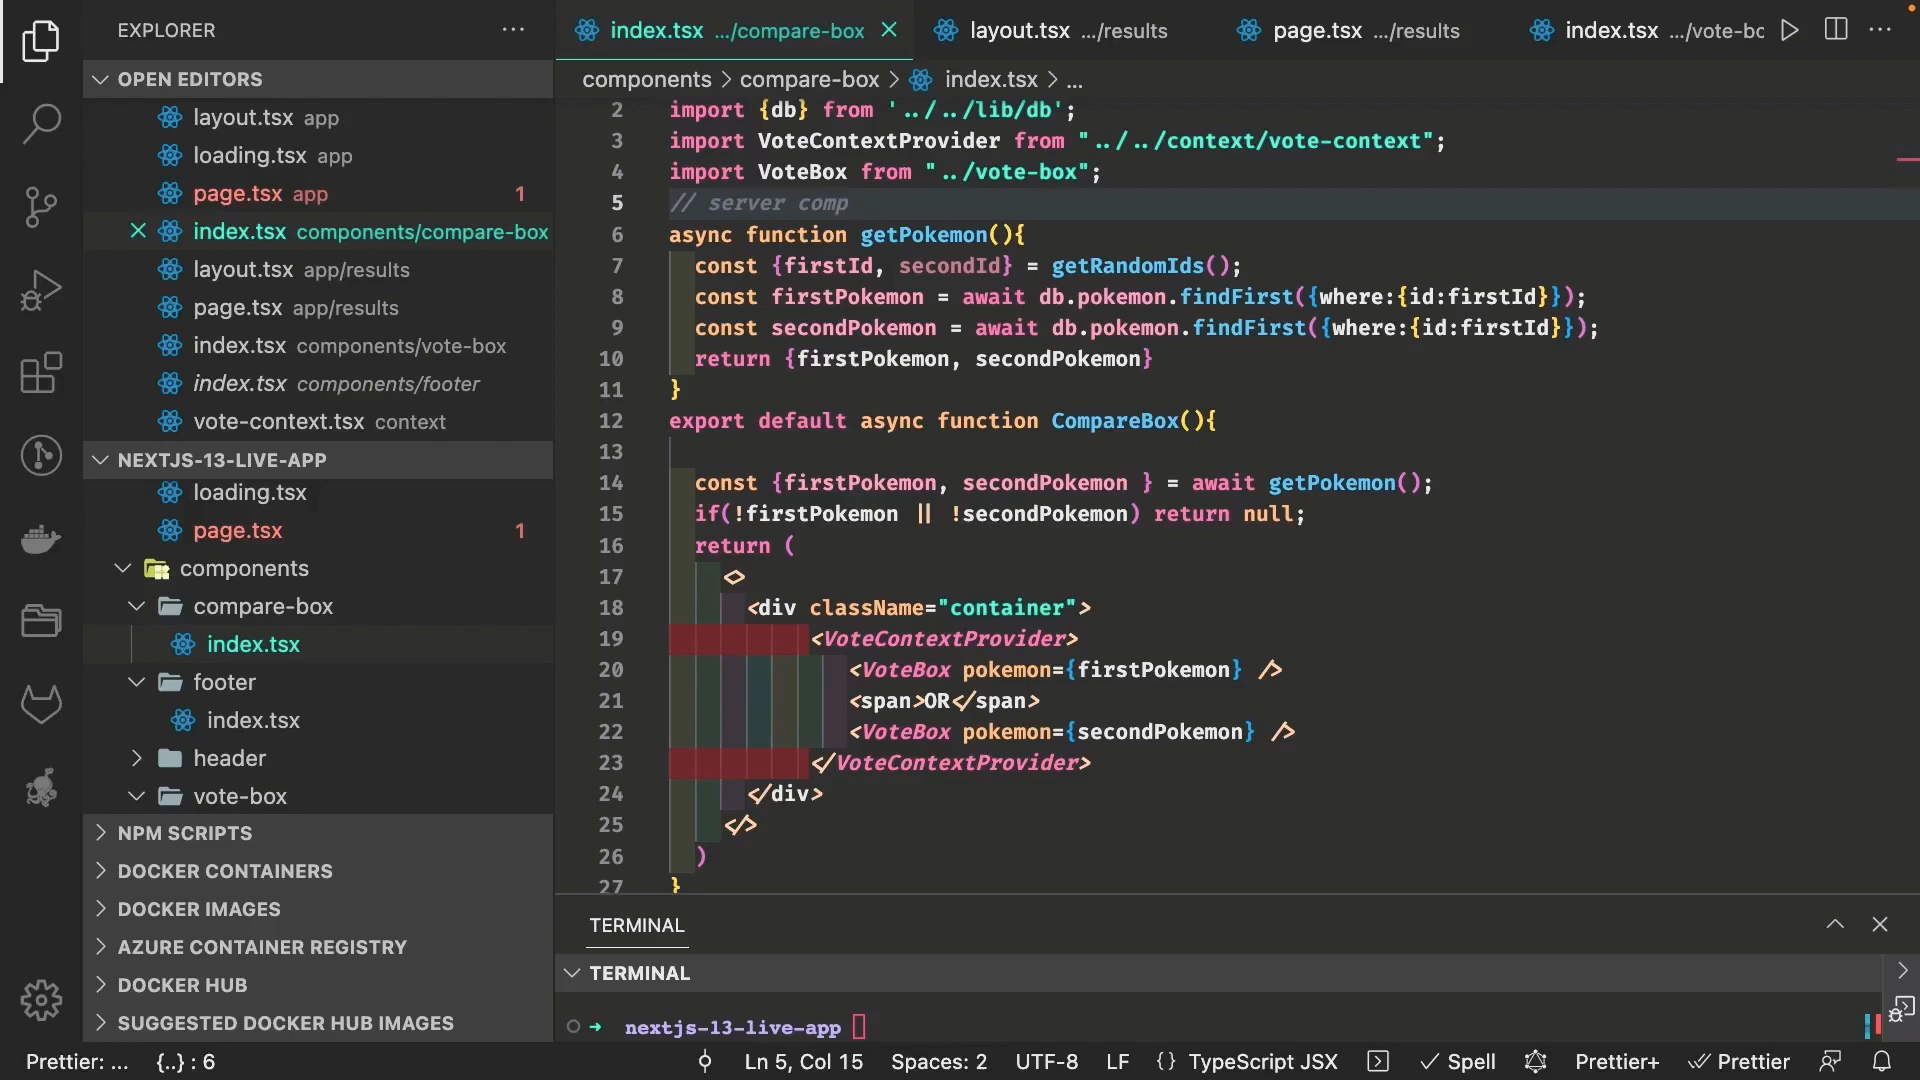 EXPLORER
OPEN EDITORS
layout.tsx app
loading.tsx app
page.tsx app 1
index.tsx components/compare-box
layout.tsx app/results
page.tsx app/results
index.tsx components/vote-box
index.tsx components/footer
vote-context.tsx context
NEXTJS-13-LIVE-APP
loading.tsx
page.tsx 1
components
compare-box
index.tsx
footer
index.tsx
header
vote-box
NPM SCRIPTS
DOCKER CONTAINERS
DOCKER IMAGES
AZURE CONTAINER REGISTRY
DOCKER HUB
SUGGESTED DOCKER HUB IMAGES
index.tsx .../compare-box layout.tsx .../results page.tsx .../results index.tsx .../vote-bc
components > compare-box > index.tsx > ...
2 import {db} from '../../lib/db';
3 import VoteContextProvider from "../../context/vote-context";
4 import VoteBox from "../vote-box";
5 // server comp
6 async function getPokemon(){
7 const {firstId, secondId} = getRandomIds();
8 const firstPokemon = await db.pokemon.findFirst({where:{id:firstId}});
9 const secondPokemon = await db.pokemon.findFirst({where:{id:firstId}});
10 return {firstPokemon, secondPokemon}
11 }
12 export default async function CompareBox(){
13
14 const {firstPokemon, secondPokemon } = await getPokemon();
15 if(!firstPokemon || !secondPokemon) return null;
16 return (
17 <>
18 <div className="container">
19 <VoteContextProvider>
20 <VoteBox pokemon={firstPokemon} />
21 <span>OR</span>
22 <VoteBox pokemon={secondPokemon} />
23 </VoteContextProvider>
24 </div>
25 </>
26 )
27 }
TERMINAL
TERMINAL
nextjs-13-live-app
Prettier: ... {..} : 6 Ln 5, Col 15 Spaces: 2 UTF-8 LF {} TypeScript JSX Spell Prettier+ Prettier